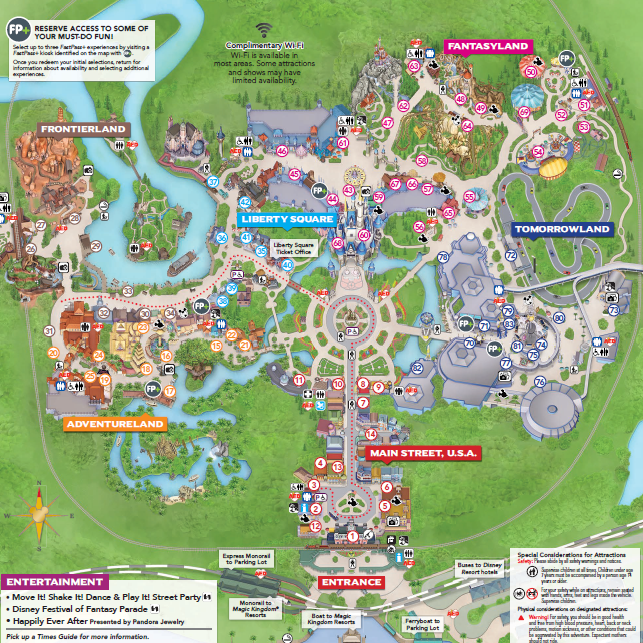 FP+ RESERVE ACCESS TO SOME OF
YOUR MUST-DO FUN!
Select up to three FastPass+ experiences by visiting a
FastPass+ kiosk identified on the map with FP+.
Once you redeem your initial selections, return for
information about availability and selecting additional
experiences.
Complimentary Wi-Fi
Wi-Fi is available in
most areas. Some attractions
and shows may have
limited availability.
FANTASYLAND
FRONTIERLAND
LIBERTY SQUARE
Liberty Square
Ticket Office
TOMORROWLAND
ADVENTURELAND
MAIN STREET, U.S.A.
ENTRANCE
Express Monorail
to Parking Lot
Monorail to
Magic Kingdom®
Resorts
Boat to Magic
Kingdom Resorts
Ferryboat to
Parking Lot
Buses to Disney
Resort hotels
N
W
E
S
ENTERTAINMENT
• Move It! Shake It! Dance & Play It! Street Party
• Disney Festival of Fantasy Parade
• Happily Ever After Presented by Pandora Jewelry
Pick up a Times Guide for more information.
Special Considerations for Attractions
Safety: Please abide by all safety warnings and notices.
Supervise children at all times. Children under age
7 years must be accompanied by a person age 14
years or older.
For your safety while on attractions, remain seated
with hands, arms, feet and legs inside the vehicle.
Supervise children.
Physical considerations on designated attractions:
Warning! For safety you should be in good health
and free from high blood pressure, heart, back or neck
problems, motion sickness, or other conditions that could
be aggravated by this adventure. Expectant mothers
should not ride.